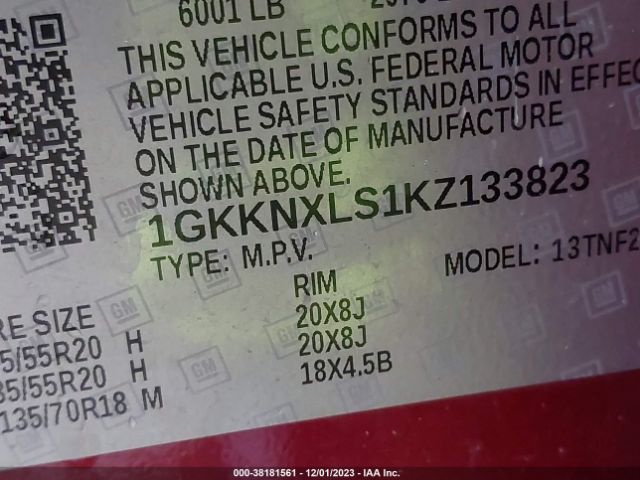 6001 LB
THIS VEHICLE CONFORMS TO ALL
APPLICABLE U.S. FEDERAL MOTOR
VEHICLE SAFETY STANDARDS IN EFFEC
ON THE DATE OF MANUFACTURE
SHOWN ABOVE.
1GKKNXLS1KZ133823
TYPE: M.P.V. MODEL: 13TNF2
RE SIZE RIM
5/55R20 H 20X8J
35/55R20 H 20X8J
135/70R18 M 18X4.5B
GM
000-38181561 - 12/01/2023 - IAA Inc.